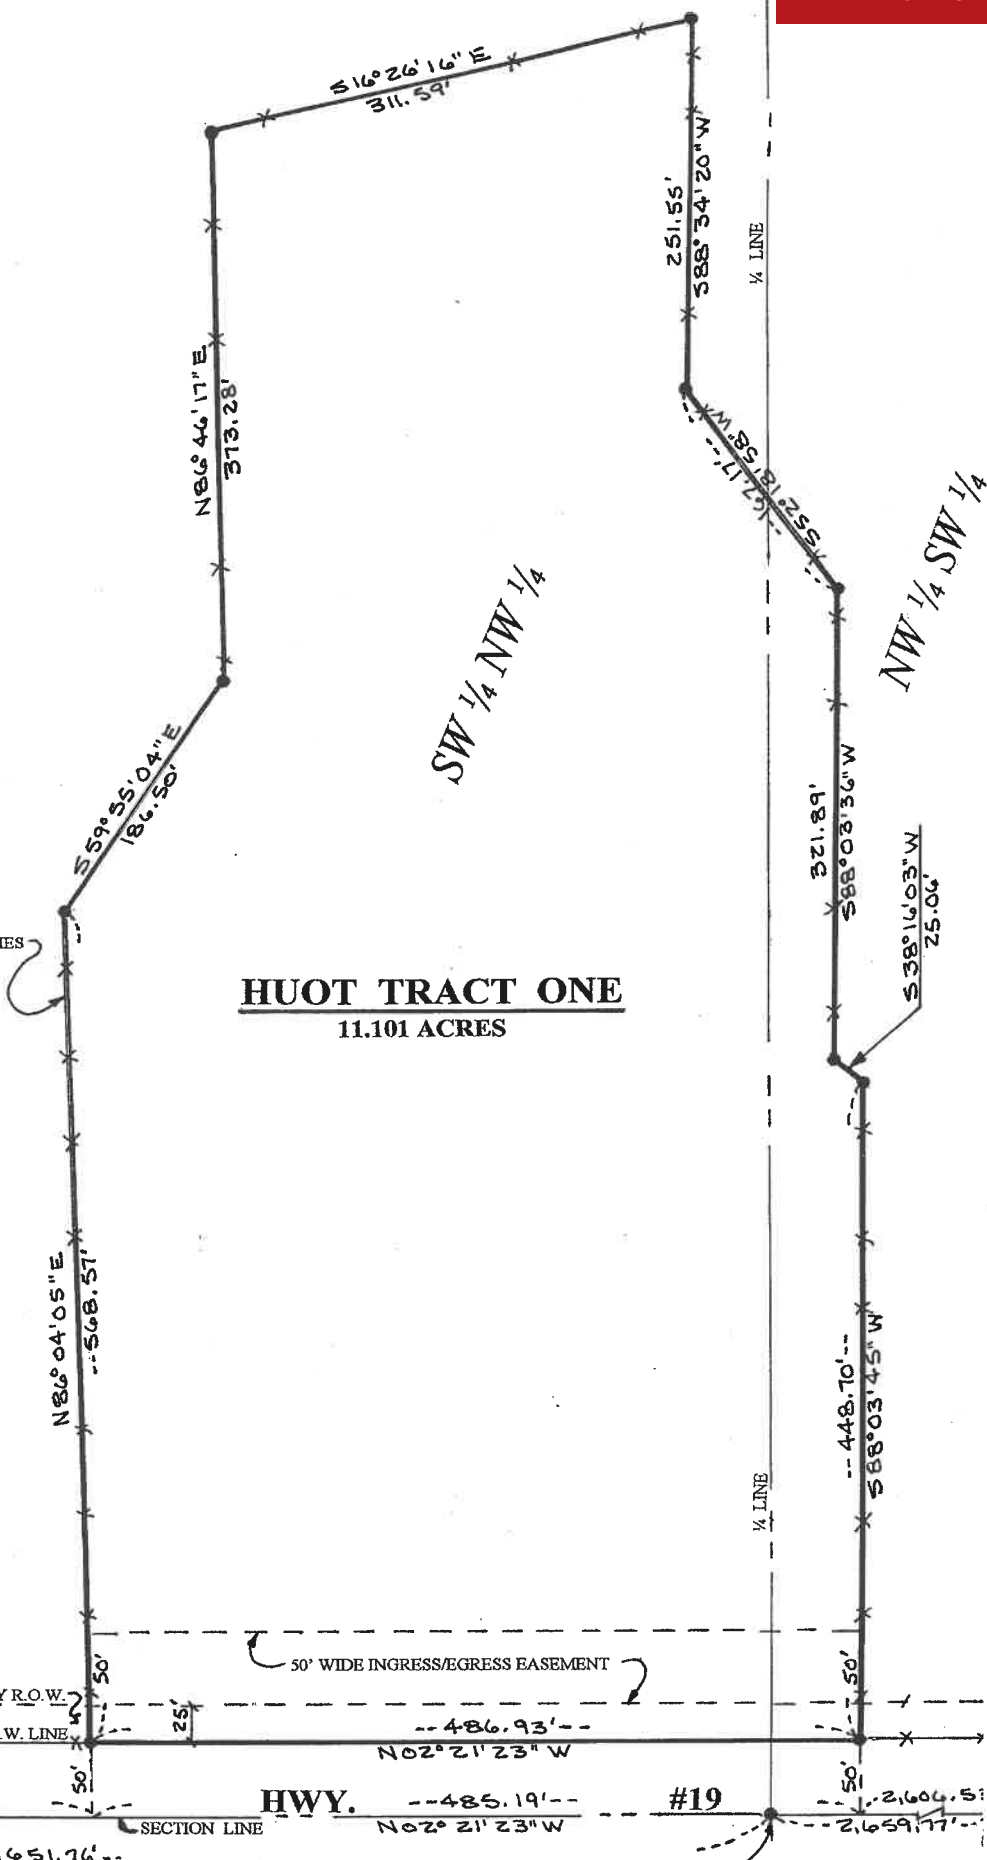 S16°26'16"E
311.59'
251.55'
S88°34'20"W
¼ LINE
N86°46'17"E
373.28'
S52°18'58"W
--167.17'--
SW ¼ NW ¼
NW ¼ SW ¼
S59°55'04"E
186.50'
321.89'
S88°03'36"W
S38°16'03"W
25.06'
HUOT TRACT ONE
11.101 ACRES
N86°04'05"E
--568.57'
--448.70'--
S88°03'45"W
¼ LINE
50'
50' WIDE INGRESS/EGRESS EASEMENT
50'
Y R.O.W.
25'
.W. LINE
--486.93'--
N02°21'23"W
50'
50'
HWY. --485.19'-- #19
N02°21'23"W
SECTION LINE
2,659.77'--